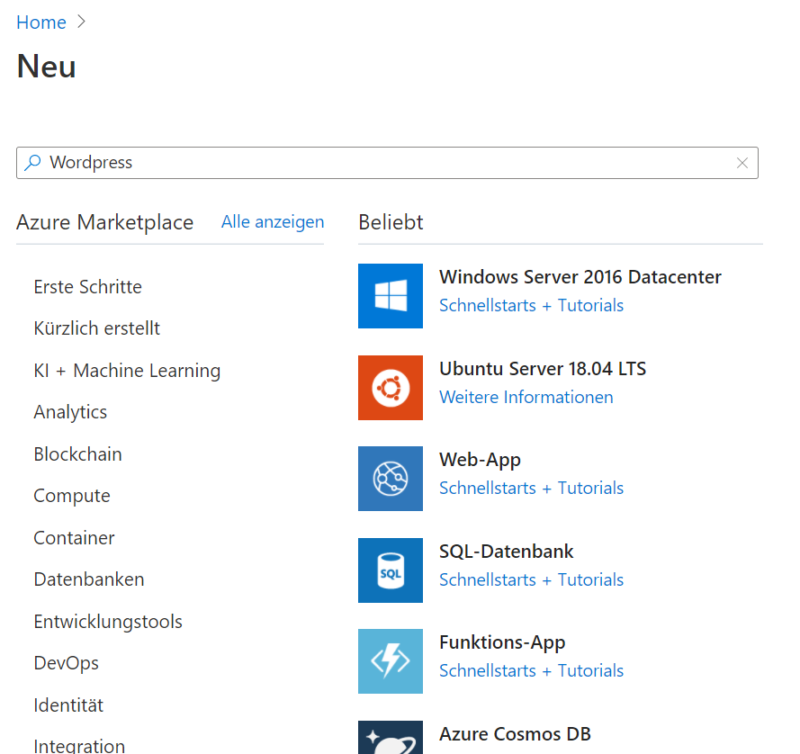 Home
Neu
Wordpress
Azure Marketplace
Alle anzeigen
Erste Schritte
Kürzlich erstellt
KI + Machine Learning
Analytics
Blockchain
Compute
Container
Datenbanken
Entwicklungstools
DevOps
Identität
Integration
Beliebt
Windows Server 2016 Datacenter
Schnellstarts + Tutorials
Ubuntu Server 18.04 LTS
Weitere Informationen
Web-App
Schnellstarts + Tutorials
SQL
SQL-Datenbank
Schnellstarts + Tutorials
Funktions-App
Schnellstarts + Tutorials
Azure Cosmos DB